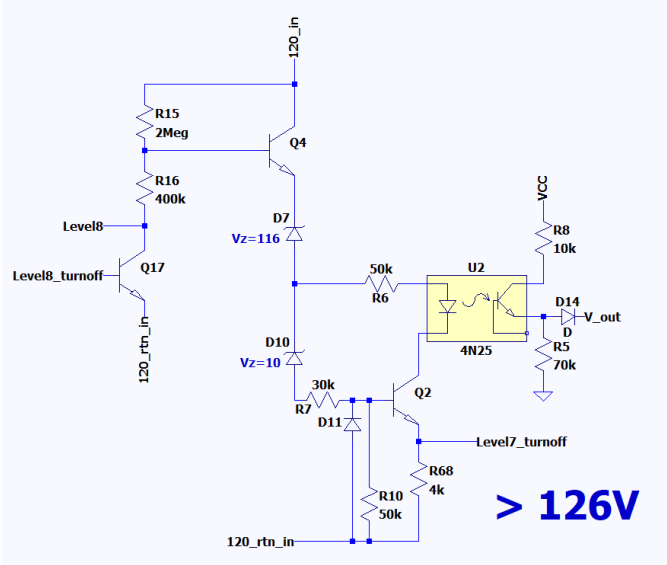 120_in
R15
2Meg
Q4
R16
400k
Level8
D7
Vz=116
VCC
R8
10k
Level8_turnoff
Q17
50k
R6
U2
D14
V_out
D
4N25
R5
70k
120_rtn_in
D10
Vz=10
30k
R7
Q2
D11
Level7_turnoff
R68
4k
R10
50k
> 126V
120_rtn_in